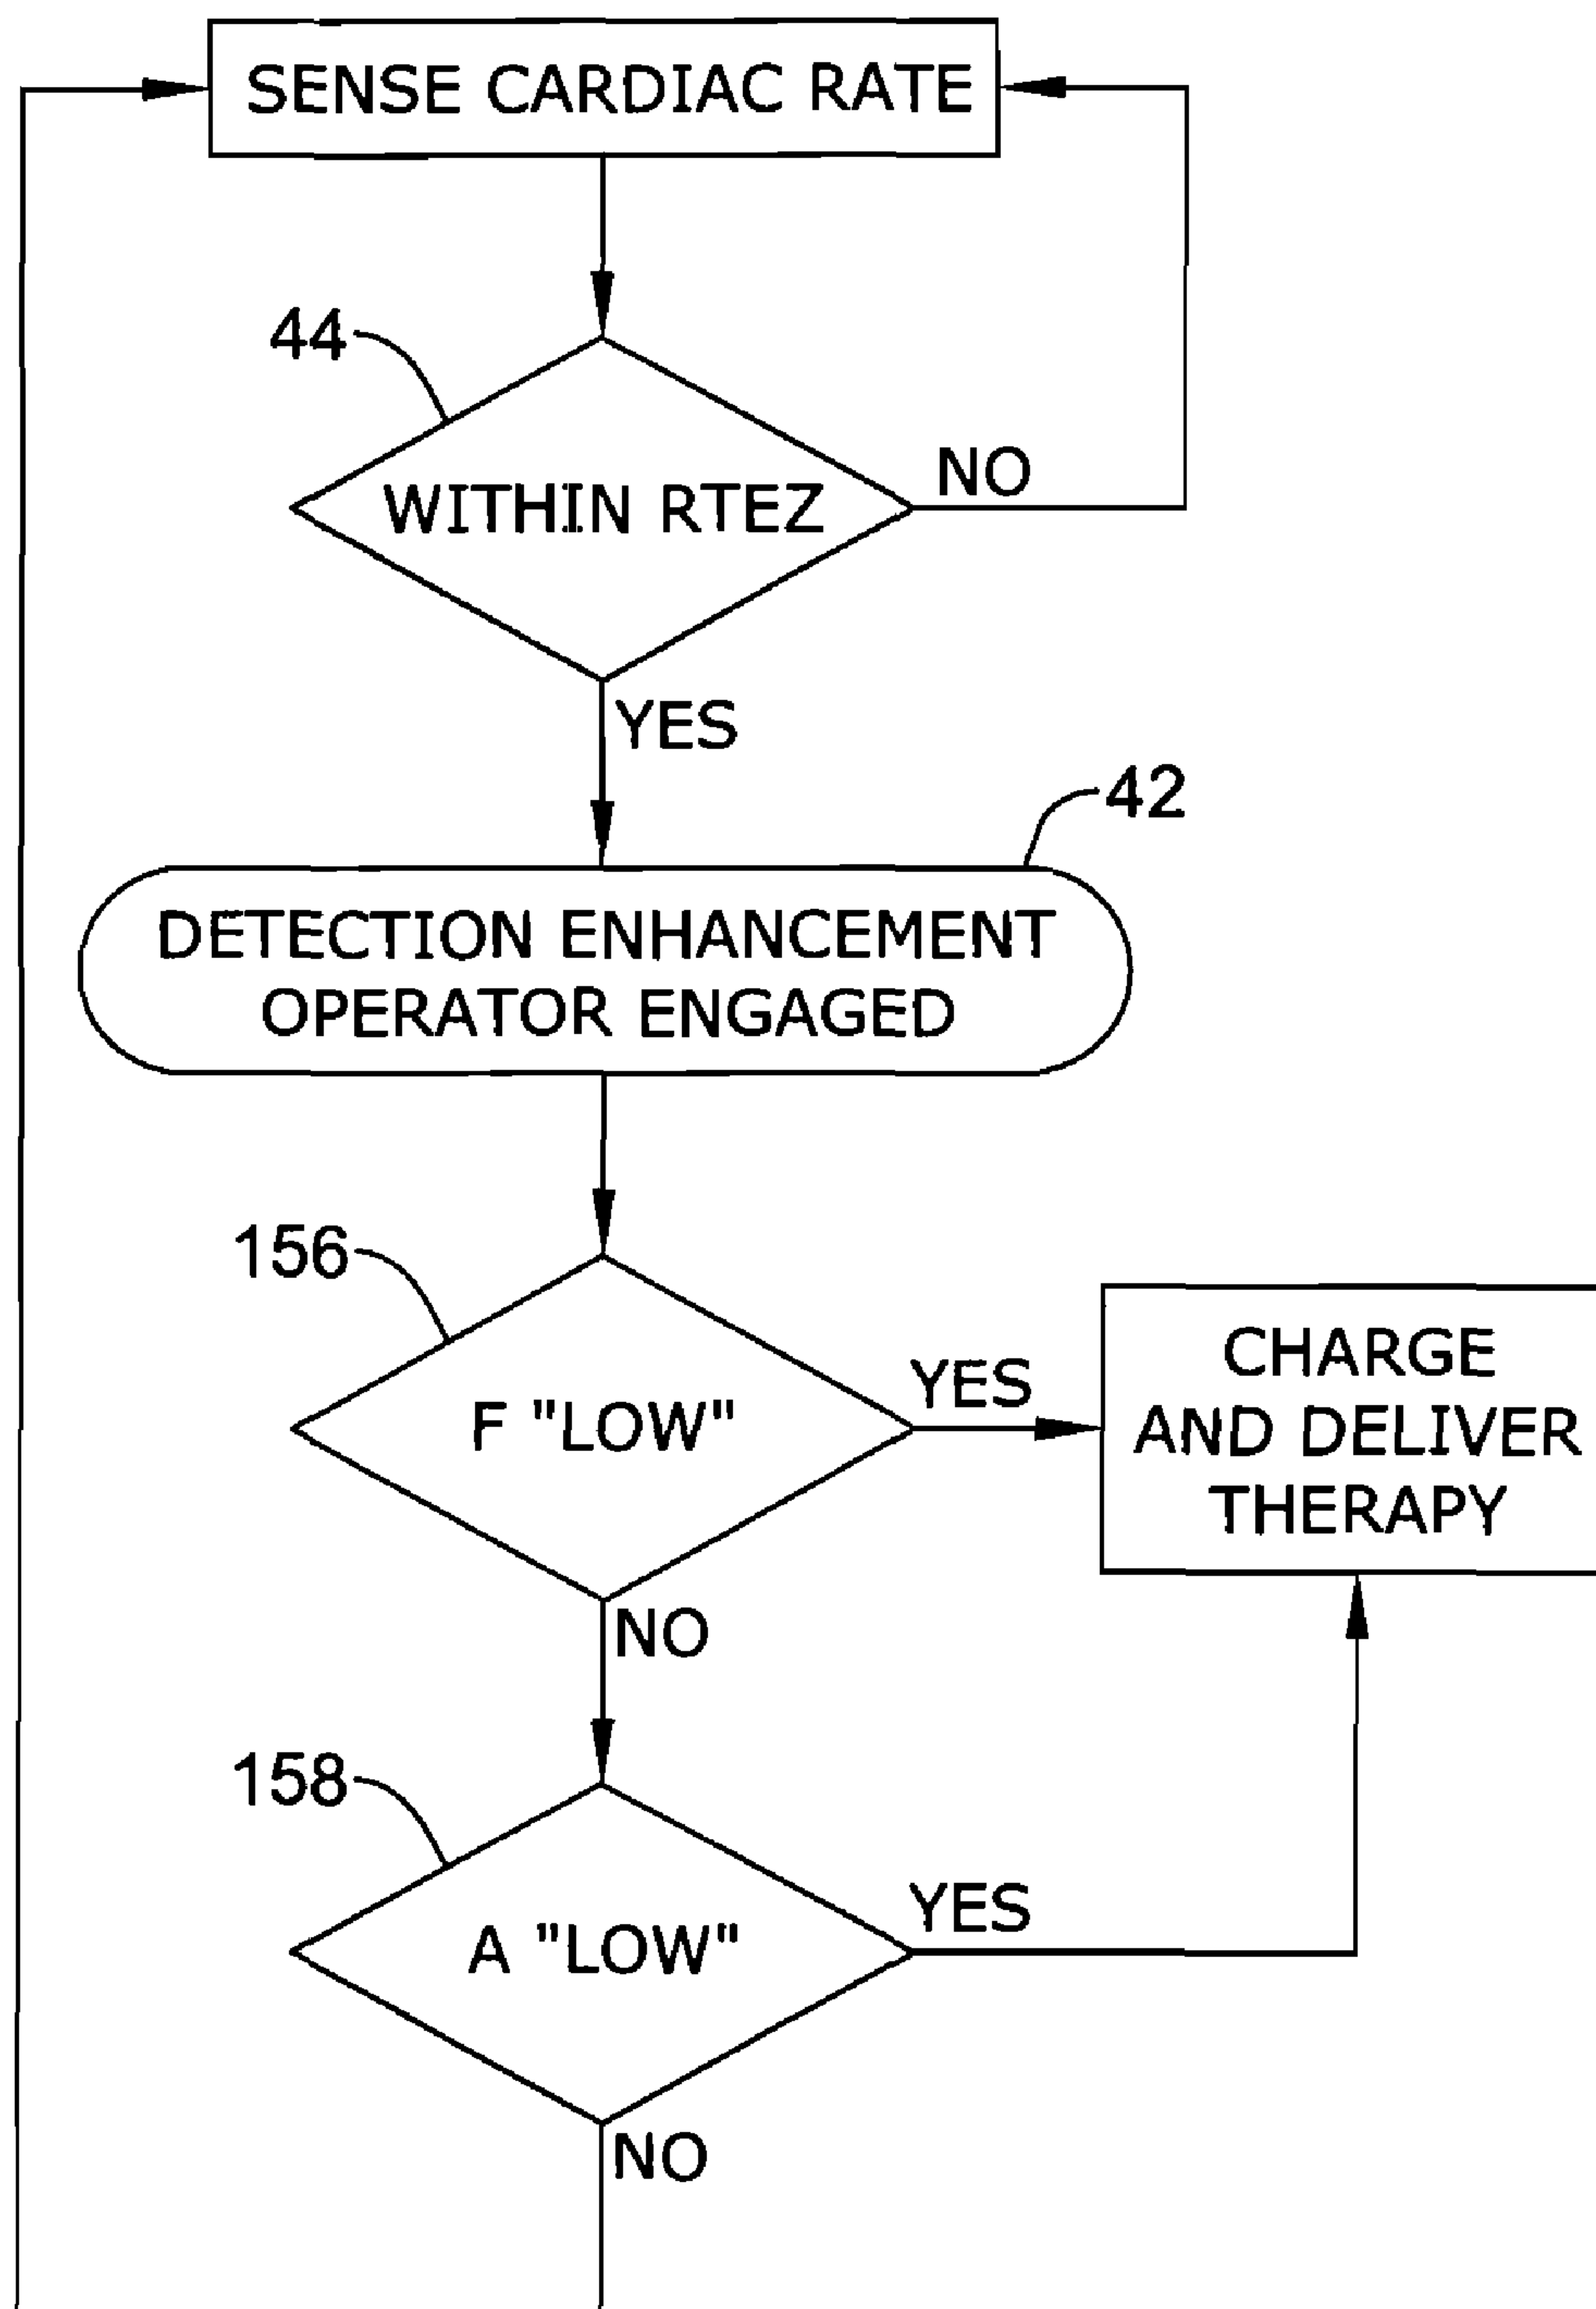 SENSE CARDIAC RATE
44
WITHIN RTEZ
NO
YES
42
DETECTION ENHANCEMENT
OPERATOR ENGAGED
156
F "LOW"
YES
CHARGE
AND DELIVER
THERAPY
NO
158
A "LOW"
YES
NO